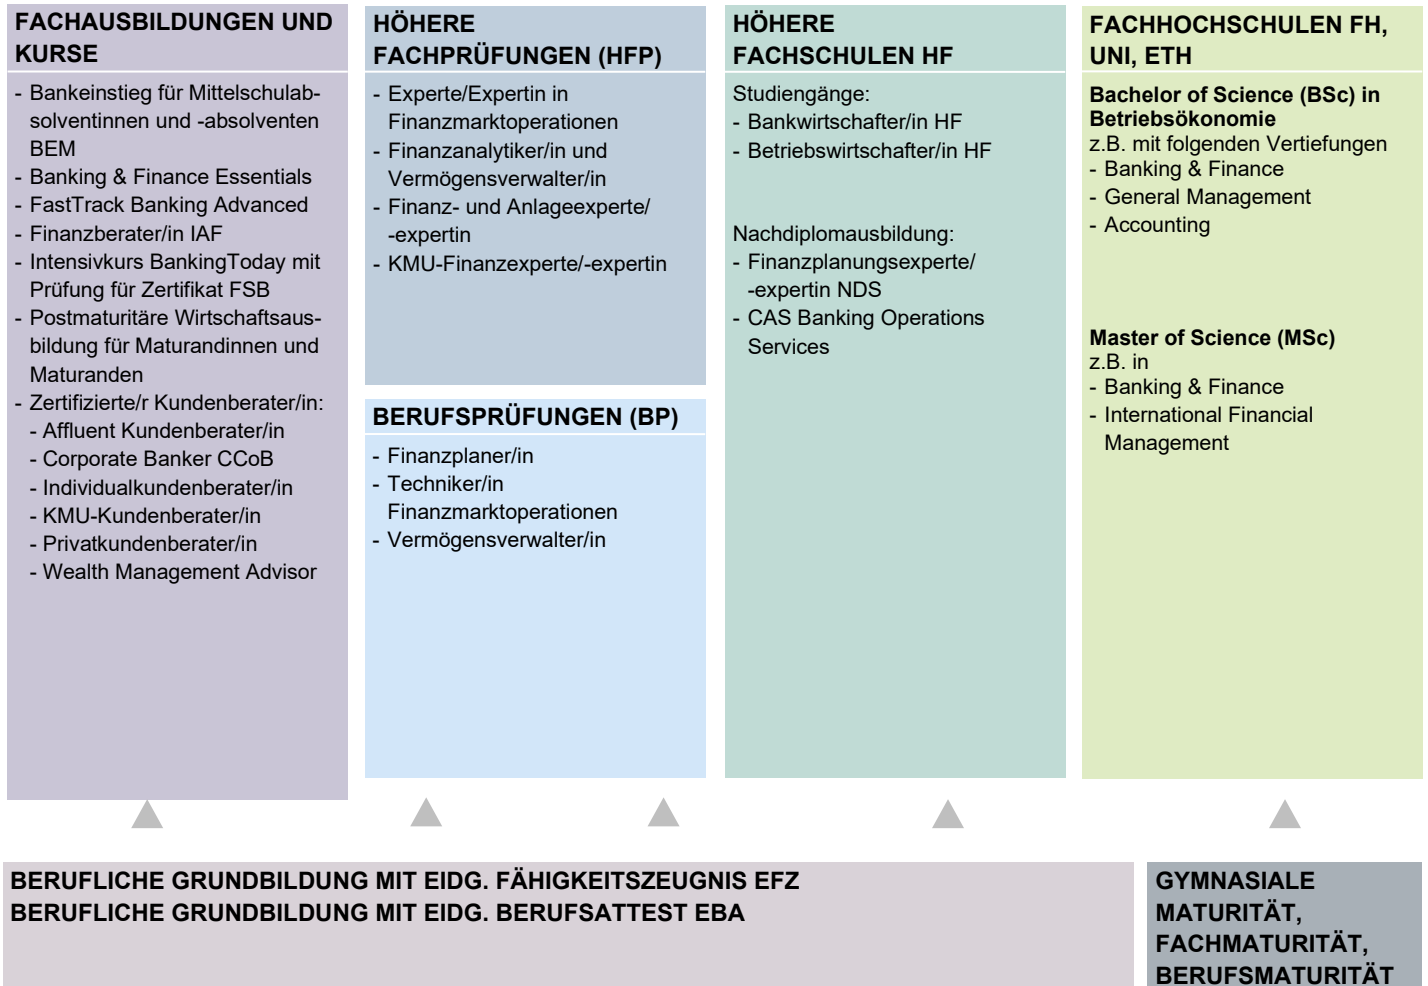 FACHAUSBILDUNGEN UND
KURSE
- Bankeinstieg für Mittelschulab-
solventinnen und -absolventen
BEM
- Banking & Finance Essentials
- FastTrack Banking Advanced
- Finanzberater/in IAF
- Intensivkurs BankingToday mit
Prüfung für Zertifikat FSB
- Postmaturitäre Wirtschaftsaus-
bildung für Maturandinnen und
Maturanden
- Zertifizierte/r Kundenberater/in:
- Affluent Kundenberater/in
- Corporate Banker CCoB
- Individualkundenberater/in
- KMU-Kundenberater/in
- Privatkundenberater/in
- Wealth Management Advisor
HÖHERE
FACHPRÜFUNGEN (HFP)
- Experte/Expertin in
Finanzmarktoperationen
- Finanzanalytiker/in und
Vermögensverwalter/in
- Finanz- und Anlageexperte/
-expertin
- KMU-Finanzexperte/-expertin
BERUFSPRÜFUNGEN (BP)
- Finanzplaner/in
- Techniker/in
Finanzmarktoperationen
- Vermögensverwalter/in
HÖHERE
FACHSCHULEN HF
Studiengänge:
- Bankwirtschafter/in HF
- Betriebswirtschafter/in HF
Nachdiplomausbildung:
- Finanzplanungsexperte/
-expertin NDS
- CAS Banking Operations
Services
FACHHOCHSCHULEN FH,
UNI, ETH
Bachelor of Science (BSc) in
Betriebsökonomie
z.B. mit folgenden Vertiefungen
- Banking & Finance
- General Management
- Accounting
Master of Science (MSc)
z.B. in
- Banking & Finance
- International Financial
Management
BERUFLICHE GRUNDBILDUNG MIT EIDG. FÄHIGKEITSZEUGNIS EFZ
BERUFLICHE GRUNDBILDUNG MIT EIDG. BERUFSATTEST EBA
GYMNASIALE
MATURITÄT,
FACHMATURITÄT,
BERUFSMATURITÄT